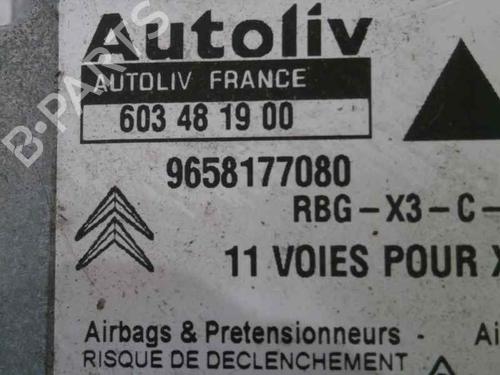 Autoliv
AUTOLIV FRANCE
603 48 19 00
9658177080
RBG-X3-C-
11 VOIES POUR X
Airbags & Pretensionneurs - Ai
RISQUE DE DECLENCHEMENT
B-PARTS